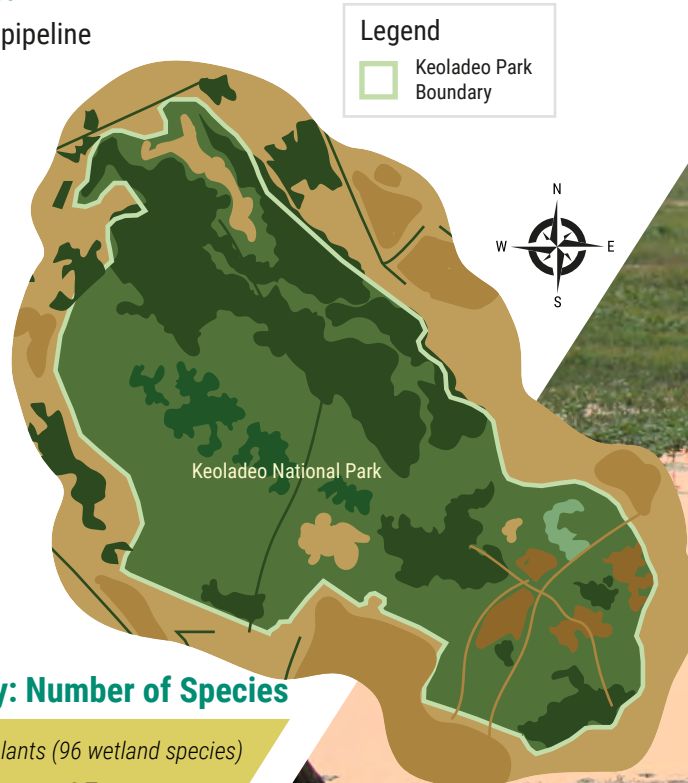 pipeline
Legend
Keoladeo Park
Boundary
N
W
E
S
Keoladeo National Park
y: Number of Species
lants (96 wetland species)